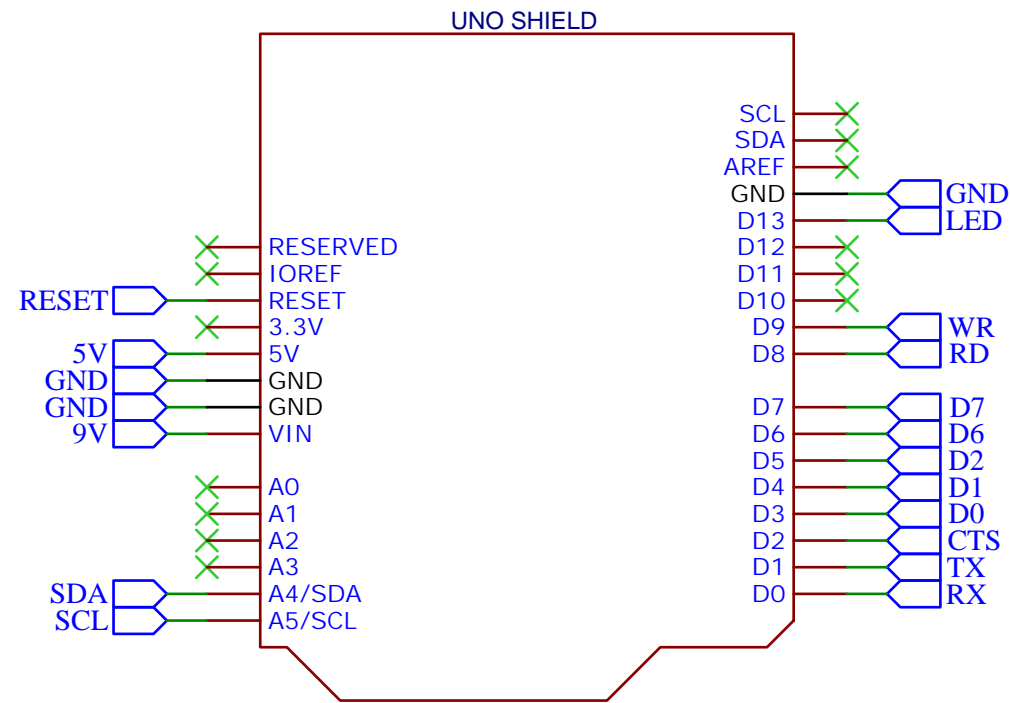 UNO SHIELD
SCL
SDA
AREF
GND GND
D13 LED
RESERVED D12
IOREF D11
RESET RESET D10
3.3V D9 WR
5V 5V D8 RD
GND GND
GND GND D7 D7
9V VIN D6 D6
D5 D2
A0 D4 D1
A1 D3 D0
A2 D2 CTS
A3 D1 TX
SDA A4/SDA D0 RX
SCL A5/SCL